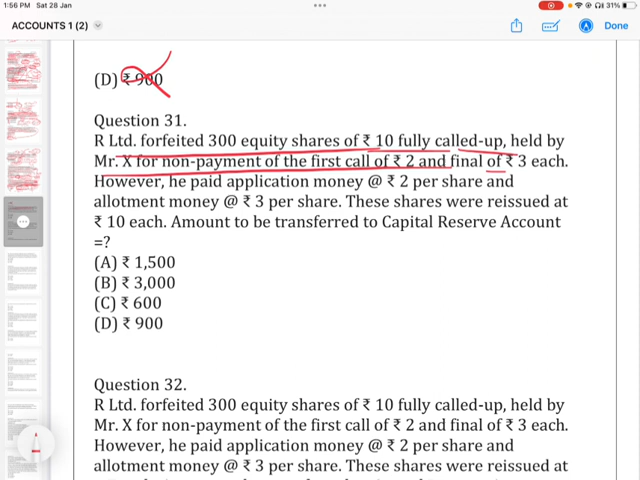 1:56 PM Sat 28 Jan
31%
ACCOUNTS 1 (2)
Done
(D) ₹ 900
Question 31.
R Ltd. forfeited 300 equity shares of ₹ 10 fully called-up, held by
Mr. X for non-payment of the first call of ₹ 2 and final of ₹ 3 each.
However, he paid application money @ ₹ 2 per share and
allotment money @ ₹ 3 per share. These shares were reissued at
₹ 10 each. Amount to be transferred to Capital Reserve Account
=?
(A) ₹ 1,500
(B) ₹ 3,000
(C) ₹ 600
(D) ₹ 900
Question 32.
R Ltd. forfeited 300 equity shares of ₹ 10 fully called-up, held by
Mr. X for non-payment of the first call of ₹ 2 and final of ₹ 3 each.
However, he paid application money @ ₹ 2 per share and
allotment money @ ₹ 3 per share. These shares were reissued at